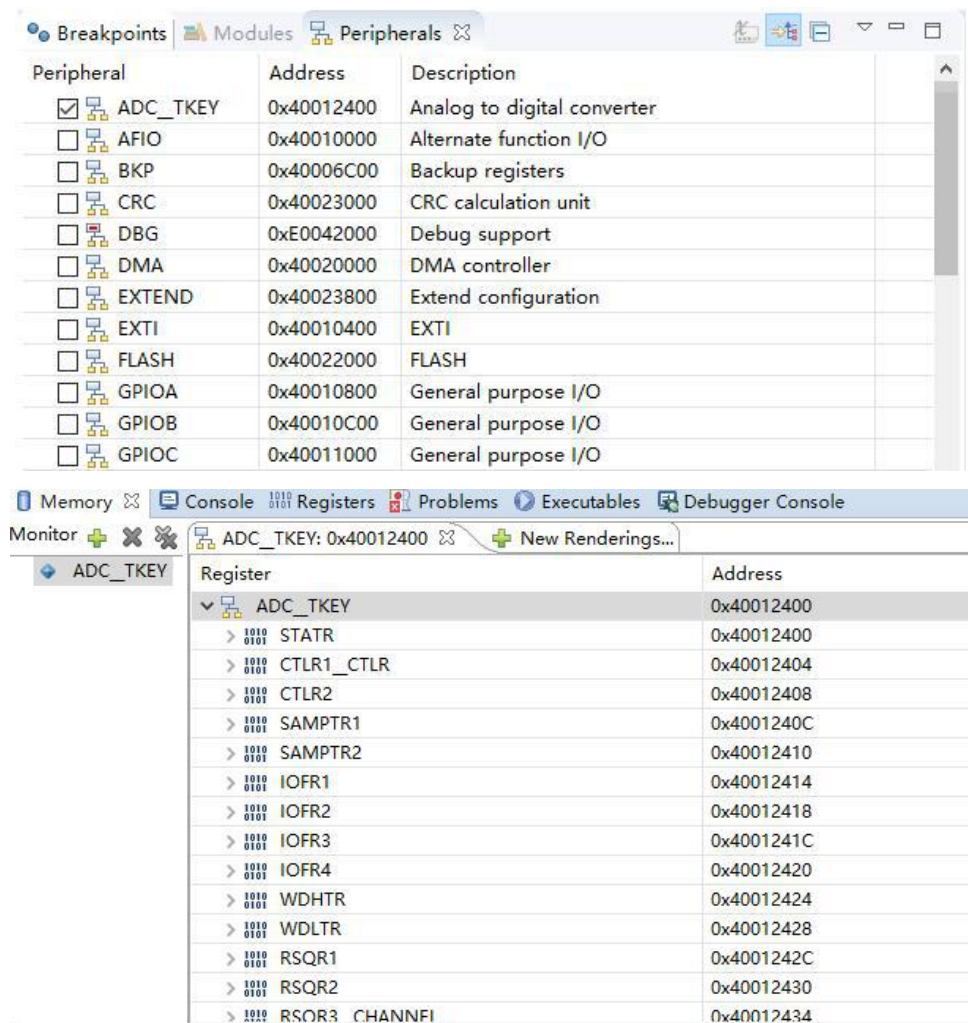 Breakpoints Modules Peripherals
Peripheral Address Description
ADC_TKEY 0x40012400 Analog to digital converter
AFIO 0x40010000 Alternate function I/O
BKP 0x40006C00 Backup registers
CRC 0x40023000 CRC calculation unit
DBG 0xE0042000 Debug support
DMA 0x40020000 DMA controller
EXTEND 0x40023800 Extend configuration
EXTI 0x40010400 EXTI
FLASH 0x40022000 FLASH
GPIOA 0x40010800 General purpose I/O
GPIOB 0x40010C00 General purpose I/O
GPIOC 0x40011000 General purpose I/O
Memory Console Registers Problems Executables Debugger Console
Monitor ADC_TKEY: 0x40012400 New Renderings...
ADC_TKEY Register Address
ADC_TKEY 0x40012400
STATR 0x40012400
CTLR1_CTLR 0x40012404
CTLR2 0x40012408
SAMPTR1 0x4001240C
SAMPTR2 0x40012410
IOFR1 0x40012414
IOFR2 0x40012418
IOFR3 0x4001241C
IOFR4 0x40012420
WDHTR 0x40012424
WDLTR 0x40012428
RSQR1 0x4001242C
RSQR2 0x40012430
RSQR3_CHANNEL 0x40012434